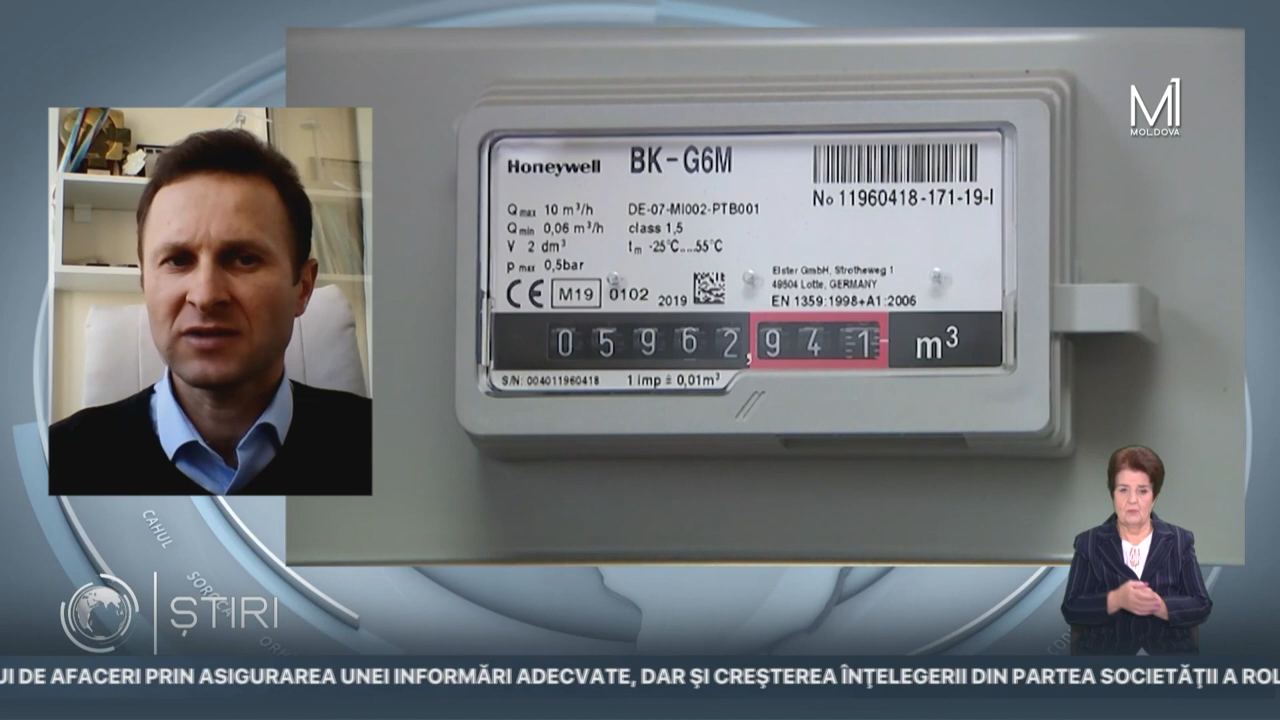 M1
MOLDOVA
Honeywell BK-G6M
No 11960418-171-19-I
Qmax 10 m³/h DE-07-MI002-PTB001
Qmin 0,06 m³/h class 1,5
V 2 dm³ tm -25°C....55°C
p max 0,5bar
Elster GmbH, Strotheweg 1
49504 Lotte, GERMANY
CE M19 0102 2019 EN 1359:1998+A1:2006
05962,941 m³
S/N: 004011960418 1 imp ≙ 0,01m³
CAHUL
SOROCA
ȘTIRI
UI DE AFACERI PRIN ASIGURAREA UNEI INFORMĂRI ADECVATE, DAR ȘI CREȘTEREA ÎNȚELEGERII DIN PARTEA SOCIETĂȚII A ROL